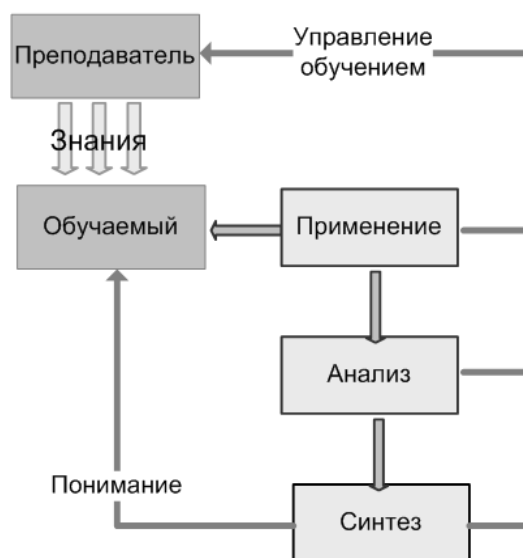 Преподаватель
Управление
обучением
Знания
Обучаемый
Применение
Анализ
Понимание
Синтез